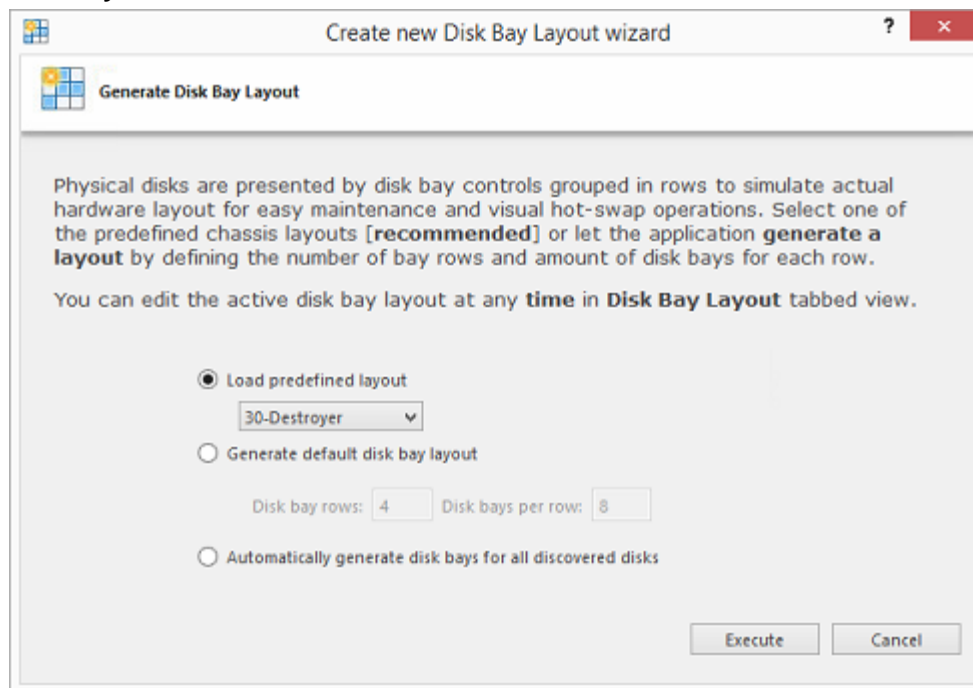 Create new Disk Bay Layout wizard
?
Generate Disk Bay Layout
Physical disks are presented by disk bay controls grouped in rows to simulate actual
hardware layout for easy maintenance and visual hot-swap operations. Select one of
the predefined chassis layouts [recommended] or let the application generate a
layout by defining the number of bay rows and amount of disk bays for each row.
You can edit the active disk bay layout at any time in Disk Bay Layout tabbed view.
Load predefined layout
30-Destroyer
Generate default disk bay layout
Disk bay rows: 4 Disk bays per row: 8
Automatically generate disk bays for all discovered disks
Execute Cancel